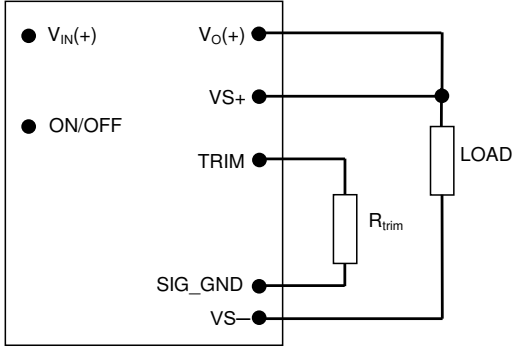 V_IN(+)
V_O(+)
VS+
ON/OFF
LOAD
TRIM
R_trim
SIG_GND
VS─